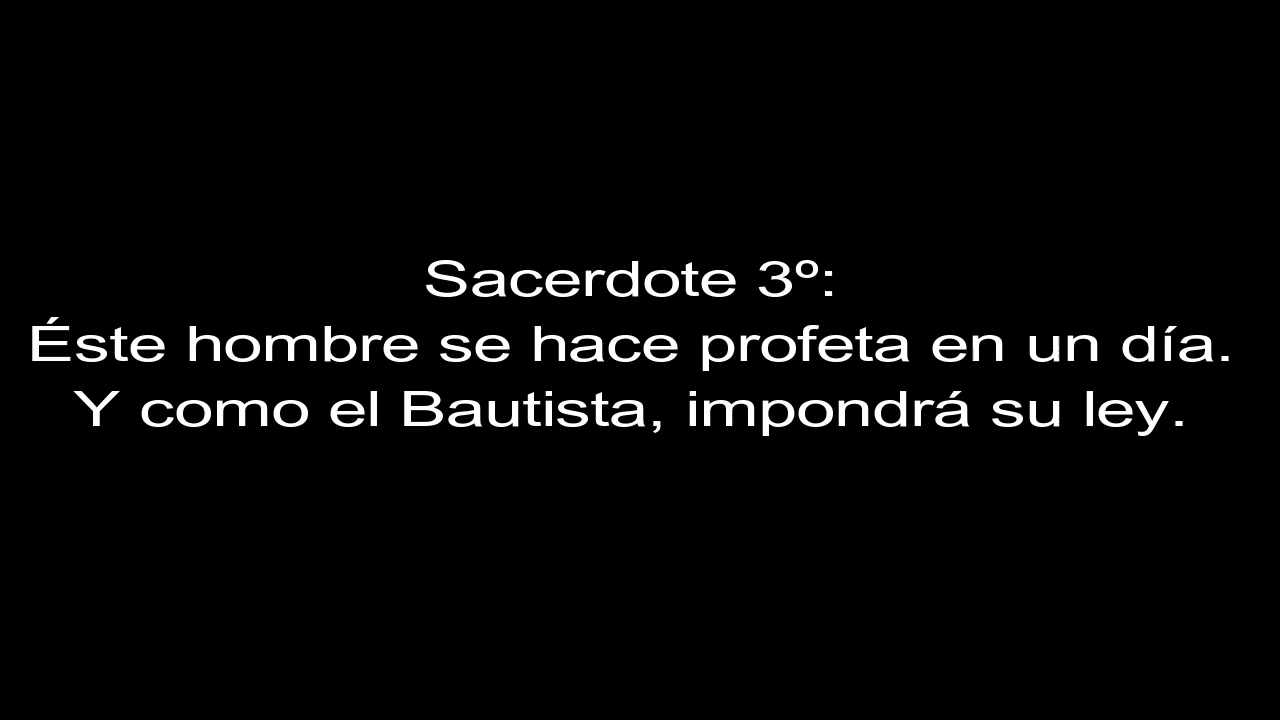 Sacerdote 3º:
Éste hombre se hace profeta en un día.
Y como el Bautista, impondrá su ley.